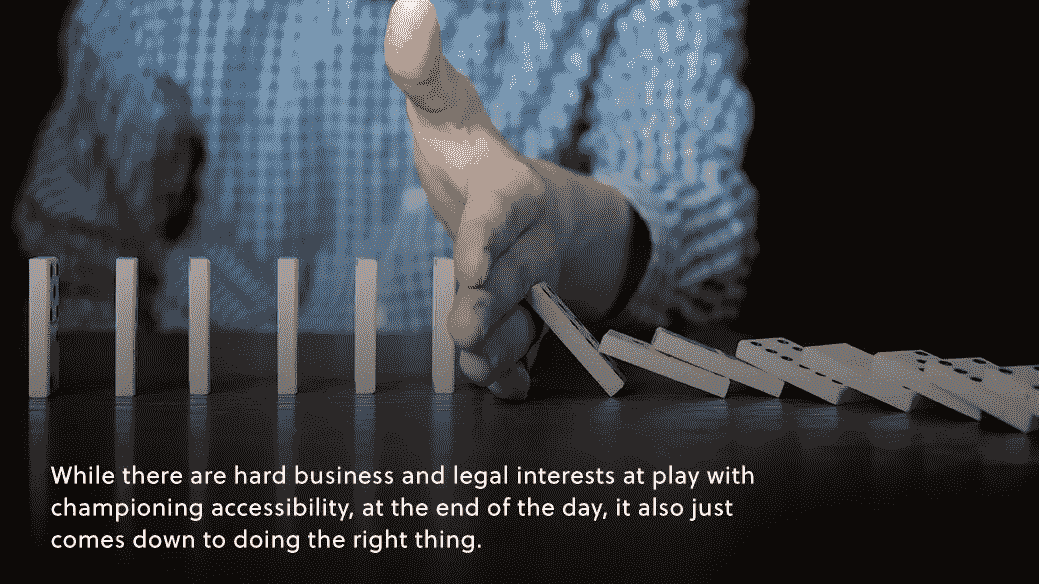 While there are hard business and legal interests at play with
championing accessibility, at the end of the day, it also just
comes down to doing the right thing.